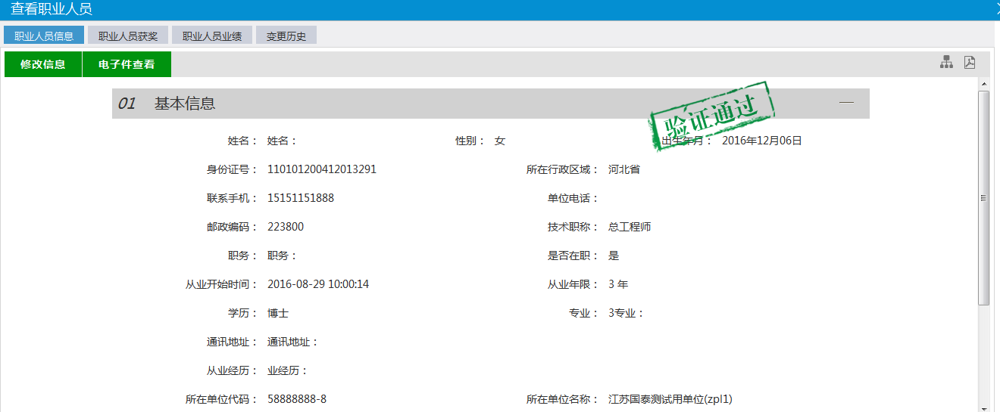 查看职业人员
职业人员信息 职业人员获奖 职业人员业绩 变更历史
修改信息 电子件查看
01 基本信息
验证通过
姓名： 姓名： 性别： 女 出生年月： 2016年12月06日
身份证号： 110101200412013291 所在行政区域： 河北省
联系手机： 15151151888 单位电话：
邮政编码： 223800 技术职称： 总工程师
职务： 职务： 是否在职： 是
从业开始时间： 2016-08-29 10:00:14 从业年限： 3 年
学历： 博士 专业： 3专业：
通讯地址： 通讯地址：
从业经历： 业经历：
所在单位代码： 58888888-8 所在单位名称： 江苏国泰测试用单位(zpl1)